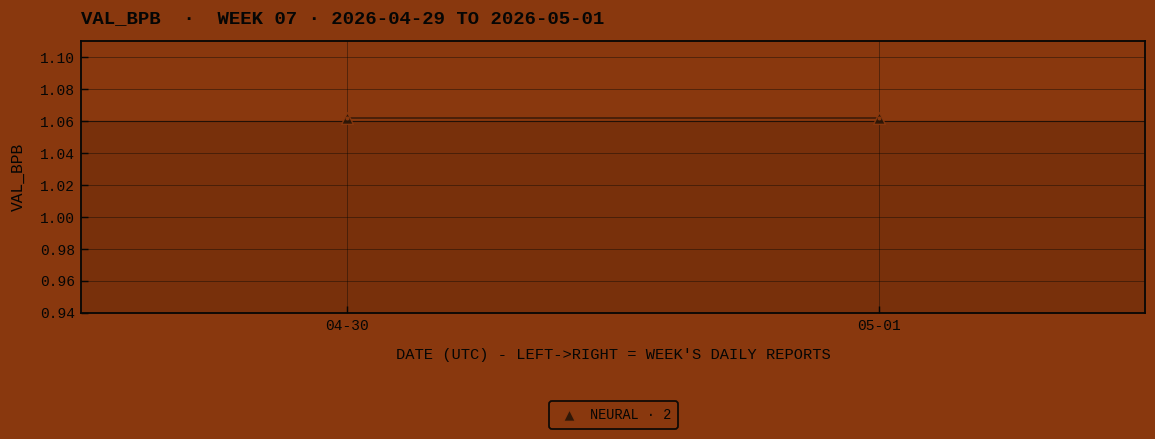 VAL_BPB · WEEK 07 · 2026-04-29 TO 2026-05-01
1.10
1.08
1.06
1.04
1.02
1.00
0.98
0.96
0.94
VAL_BPB
04-30 05-01
DATE (UTC) - LEFT->RIGHT = WEEK'S DAILY REPORTS
▲ NEURAL · 2